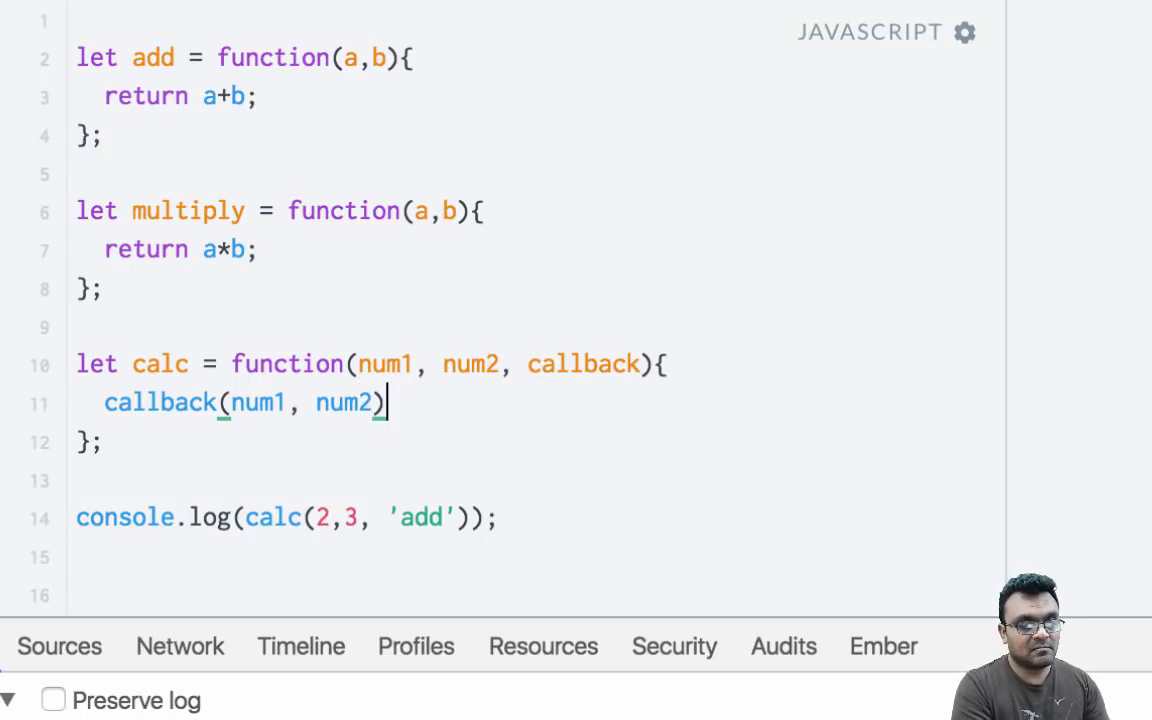 1
JAVASCRIPT
2 let add = function(a,b){
3 return a+b;
4 };
5
6 let multiply = function(a,b){
7 return a*b;
8 };
9
10 let calc = function(num1, num2, callback){
11 callback(num1, num2)
12 };
13
14 console.log(calc(2,3, 'add'));
15
16
Sources Network Timeline Profiles Resources Security Audits Ember
Preserve log